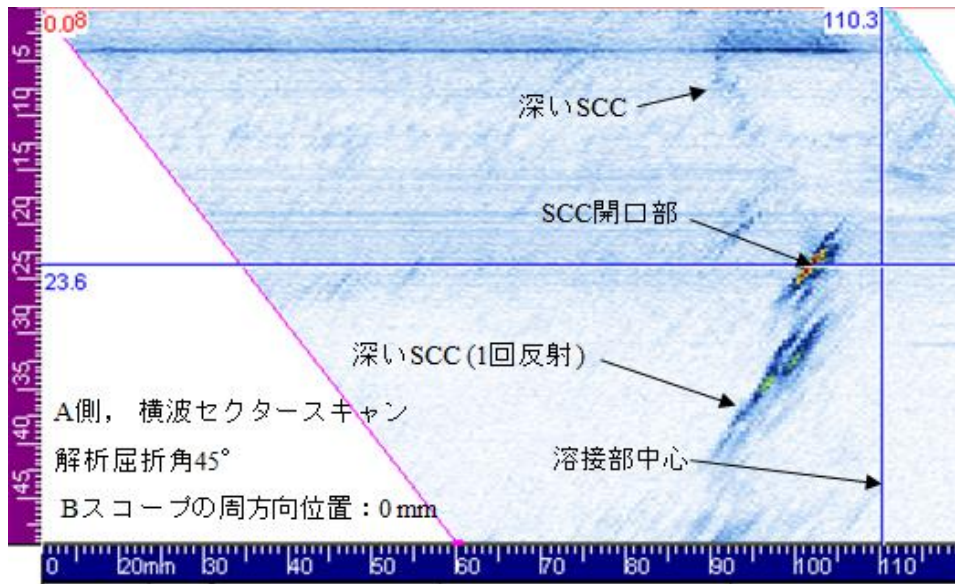 0.08
110.3
5
10
15
20
25
30
35
40
45
深いSCC
SCC開口部
23.6
深いSCC (1回反射)
A側， 横波セクタースキャン
解析屈折角45°
溶接部中心
Bスコープの周方向位置：0 mm
0 20mm 30 40 50 60 70 80 90 100 110